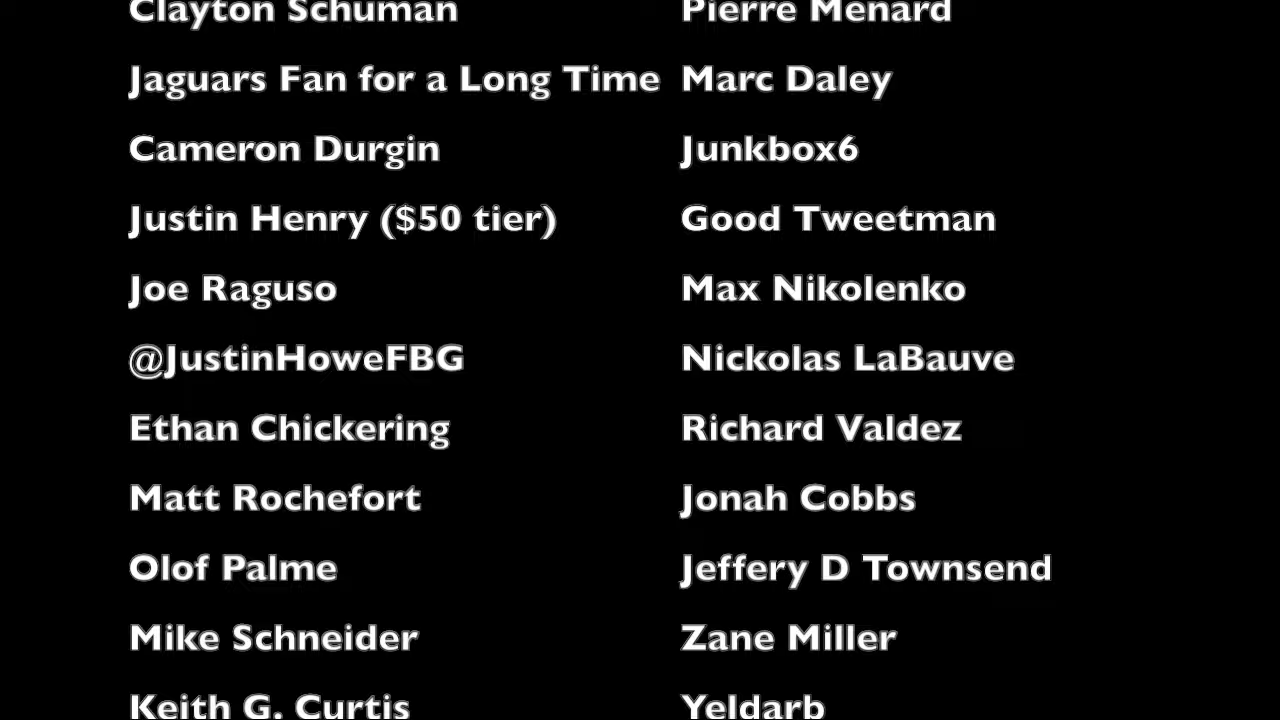 Clayton Schuman
Pierre Menard
Jaguars Fan for a Long Time
Marc Daley
Cameron Durgin
Junkbox6
Justin Henry ($50 tier)
Good Tweetman
Joe Raguso
Max Nikolenko
@JustinHoweFBG
Nickolas LaBauve
Ethan Chickering
Richard Valdez
Matt Rochefort
Jonah Cobbs
Olof Palme
Jeffery D Townsend
Mike Schneider
Zane Miller
Keith G. Curtis
Yeldarb